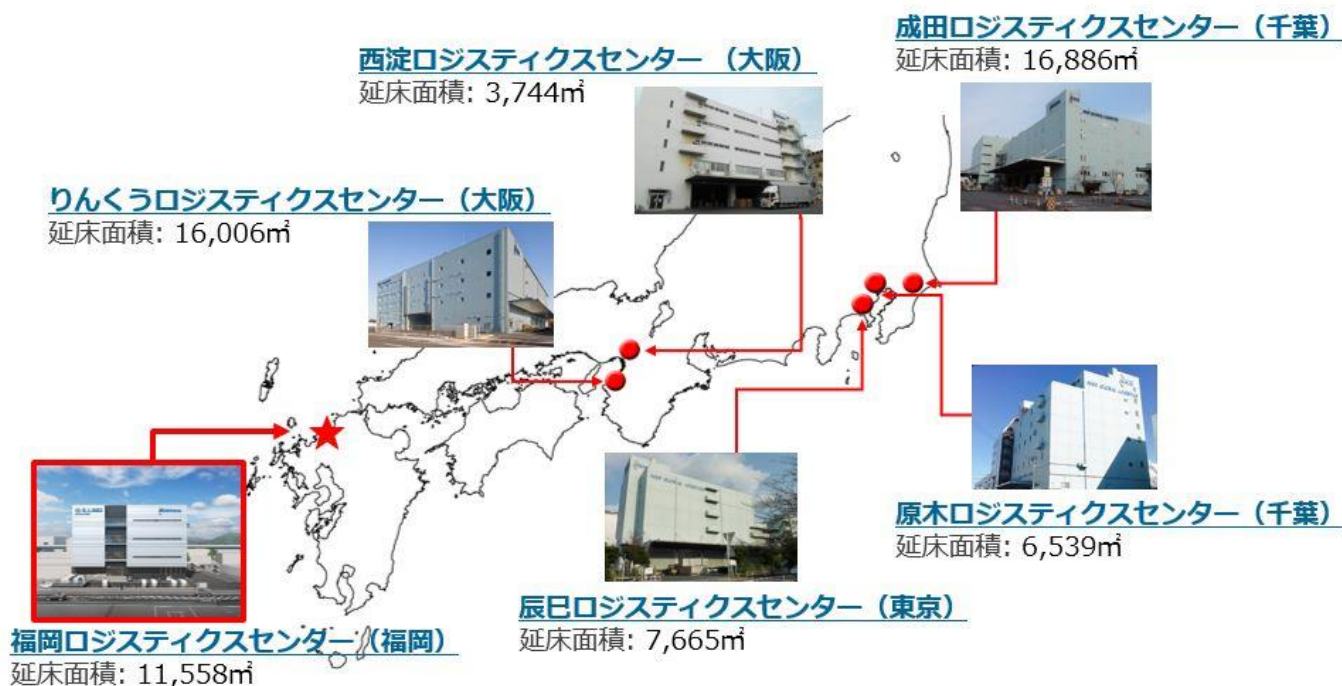 成田ロジスティクスセンター（千葉）
延床面積: 16,886㎡
西淀ロジスティクスセンター （大阪）
延床面積: 3,744㎡
りんくうロジスティクスセンター（大阪）
延床面積: 16,006㎡
原木ロジスティクスセンター（千葉）
延床面積: 6,539㎡
辰巳ロジスティクスセンター（東京）
延床面積: 7,665㎡
福岡ロジスティクスセンター（福岡）
延床面積: 11,558㎡